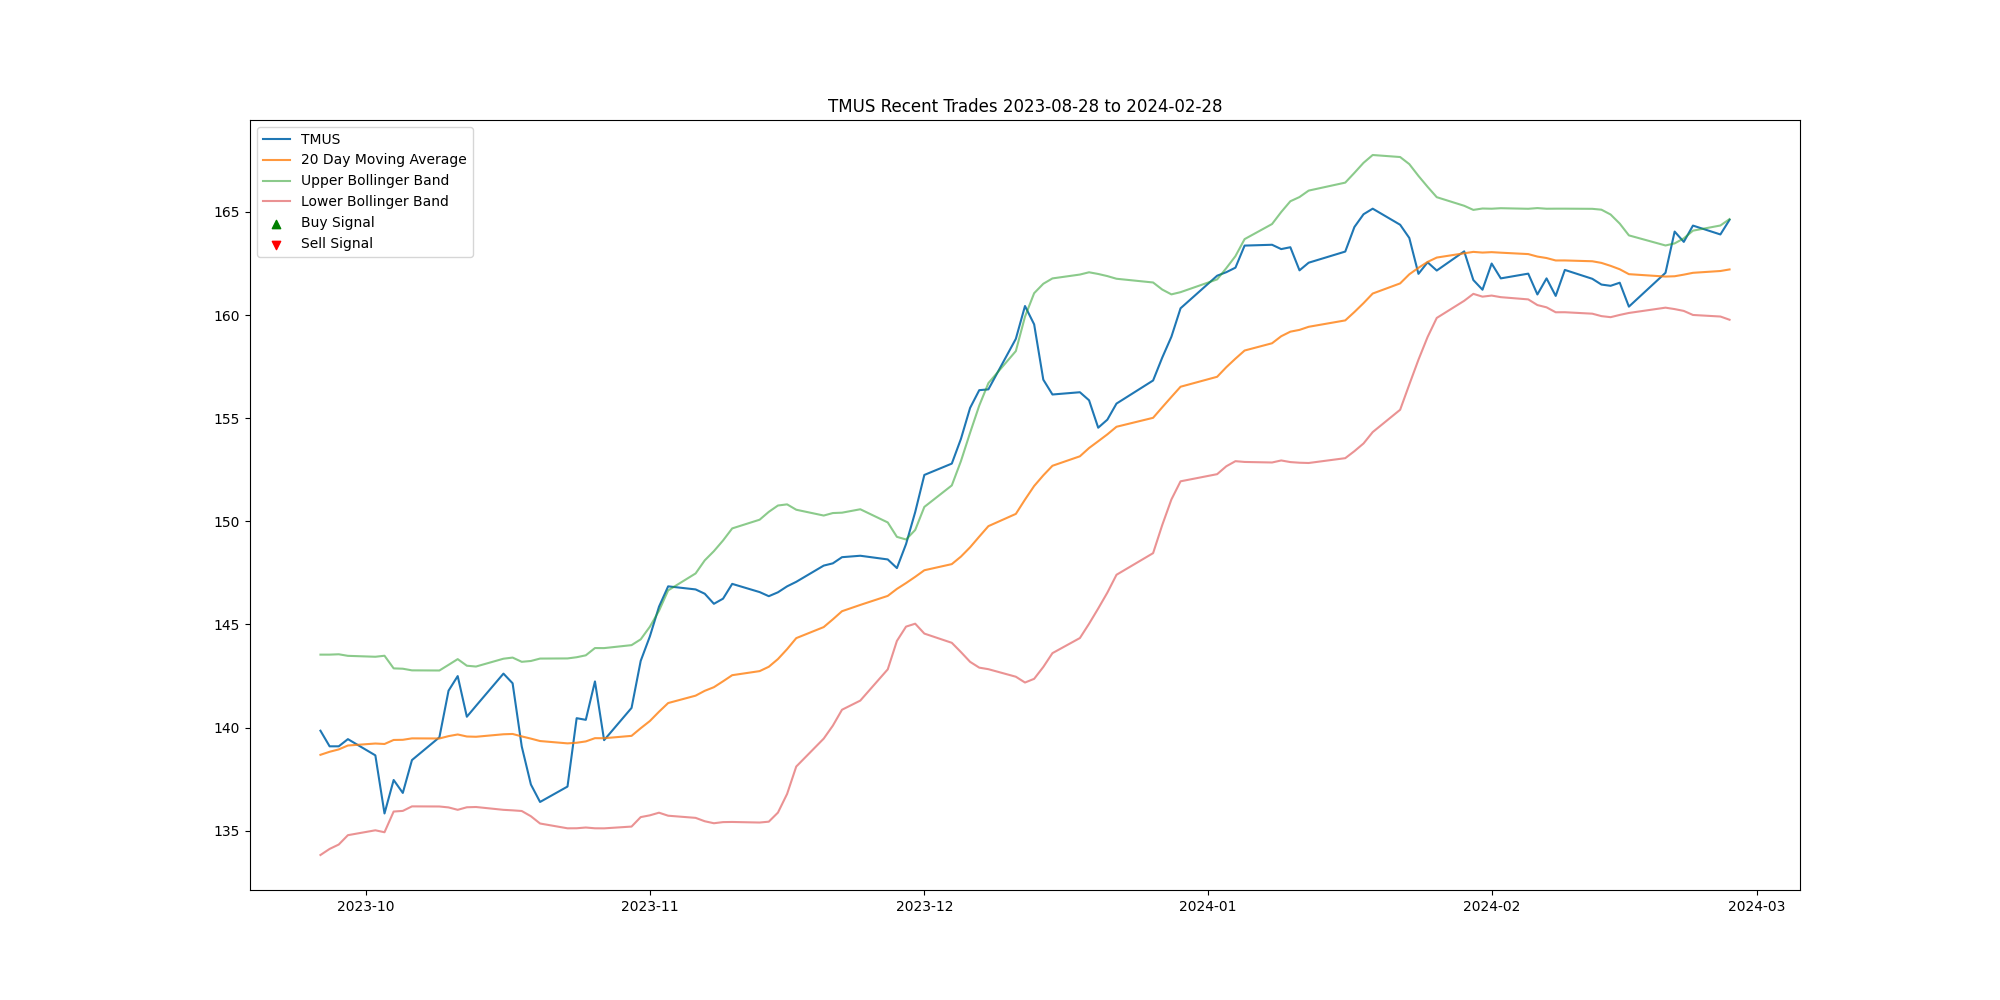 TMUS Recent Trades 2023-08-28 to 2024-02-28
TMUS
20 Day Moving Average
Upper Bollinger Band
Lower Bollinger Band
Buy Signal
Sell Signal
165
160
155
150
145
140
135
2023-10 2023-11 2023-12 2024-01 2024-02 2024-03